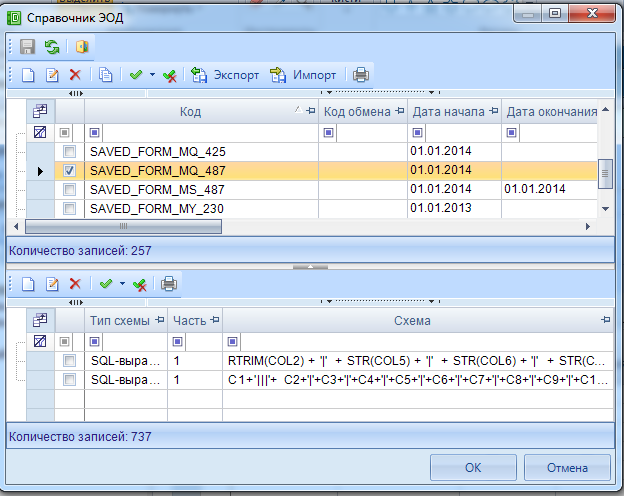 Справочник ЭОД
Экспорт Импорт
Код Код обмена Дата начала Дата окончания
SAVED_FORM_MQ_425 01.01.2014
SAVED_FORM_MQ_487 01.01.2014
SAVED_FORM_MS_487 01.01.2014 01.01.2014
SAVED_FORM_MY_230 01.01.2013
Количество записей: 257
Тип схемы Часть Схема
SQL-выра... 1 RTRIM(COL2) + '|' + STR(COL5) + '|' + STR(COL6) + '|' + STR(C...
SQL-выра... 1 C1+'|||'+ C2+'|'+C3+'|'+C4+'|'+C5+'|'+C6+'|'+C7+'|'+C8+'|'+C9+'|'+C1...
Количество записей: 737
OK Отмена